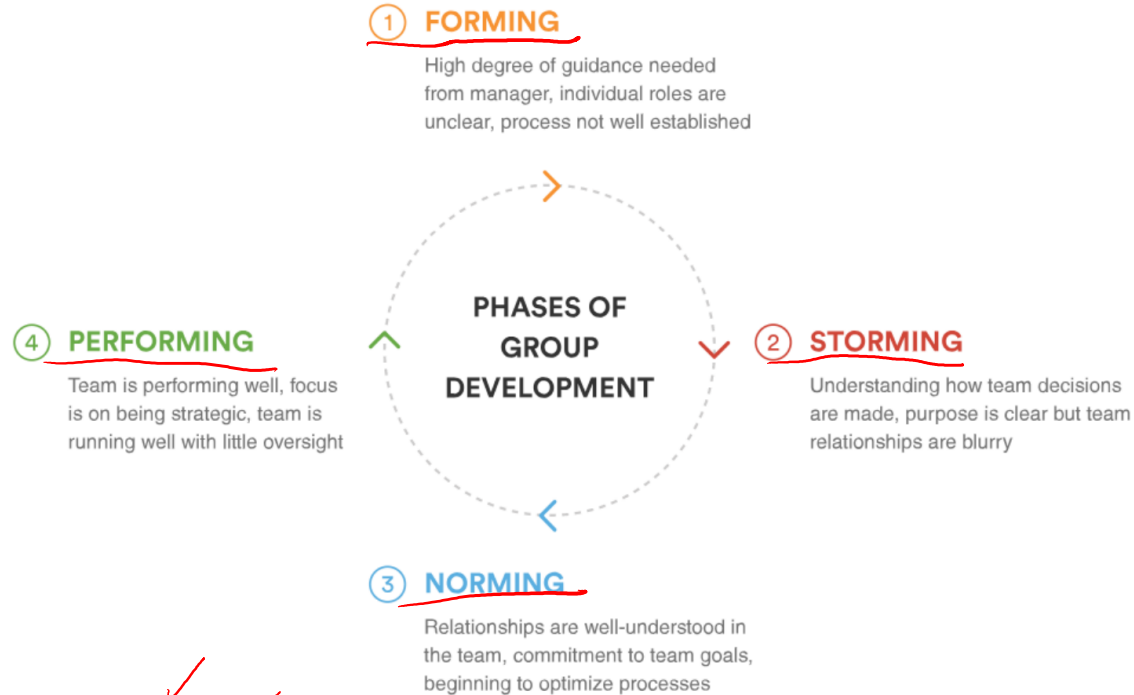 1 FORMING
High degree of guidance needed
from manager, individual roles are
unclear, process not well established
PHASES OF
GROUP
DEVELOPMENT
2 STORMING
Understanding how team decisions
are made, purpose is clear but team
relationships are blurry
3 NORMING
Relationships are well-understood in
the team, commitment to team goals,
beginning to optimize processes
4 PERFORMING
Team is performing well, focus
is on being strategic, team is
running well with little oversight